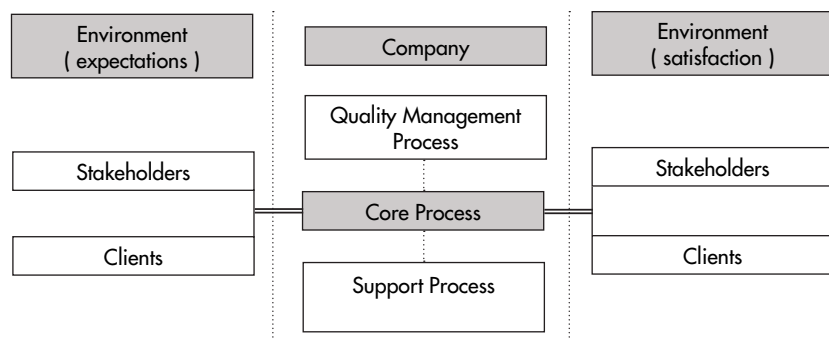 Environment
( expectations )
Company
Environment
( satisfaction )
Quality Management
Process
Stakeholders
Stakeholders
Core Process
Clients
Clients
Support Process